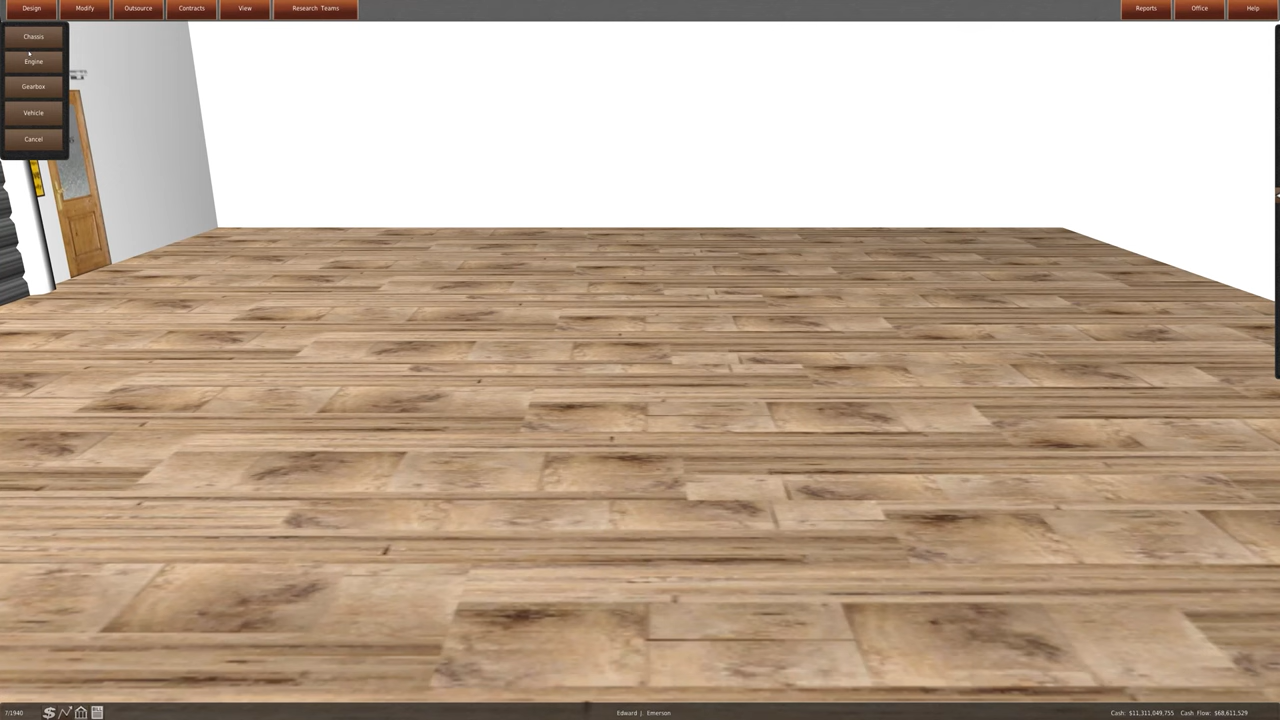 Design Modify Outsource Contracts View Research Teams Reports Office Help
Chassis
Engine
Gearbox
Vehicle
Cancel
7/1940 Edward J. Emerson Cash: $11,311,049,755 Cash Flow: $68,611,529